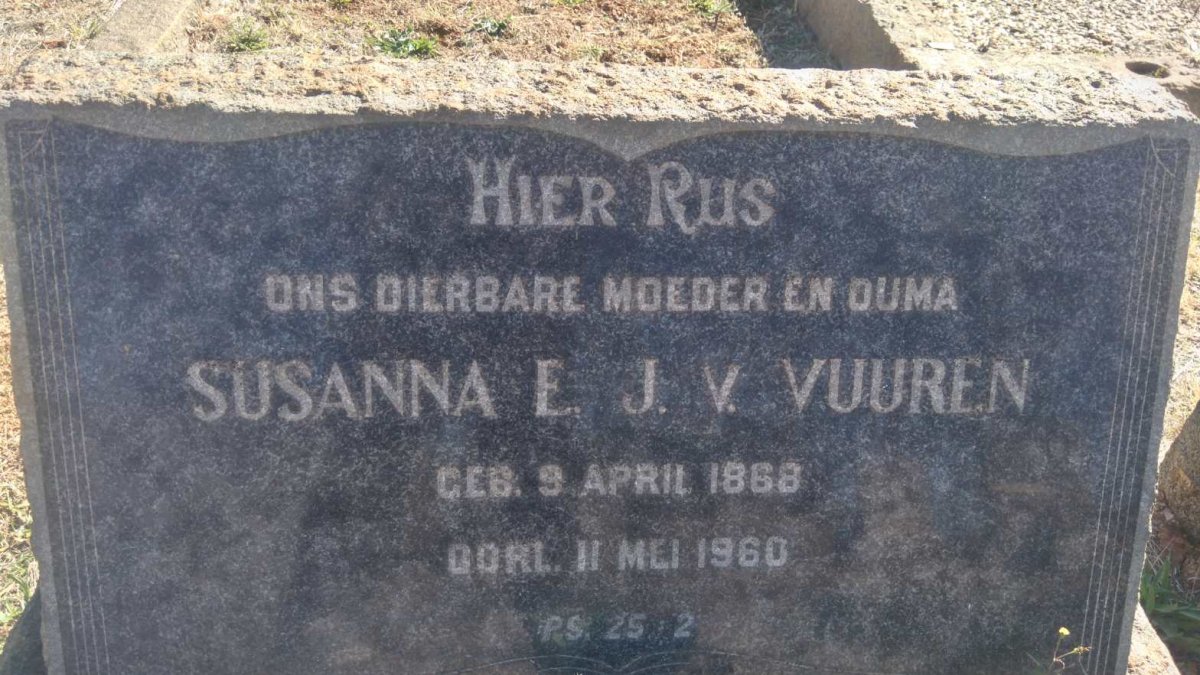 HIER RUS
ONS DIERBARE MOEDER EN OUMA
SUSANNA E. J. V. VUUREN
GEB. 9 APRIL 1868
OORL. 11 MEI 1960
PS. 25 : 2